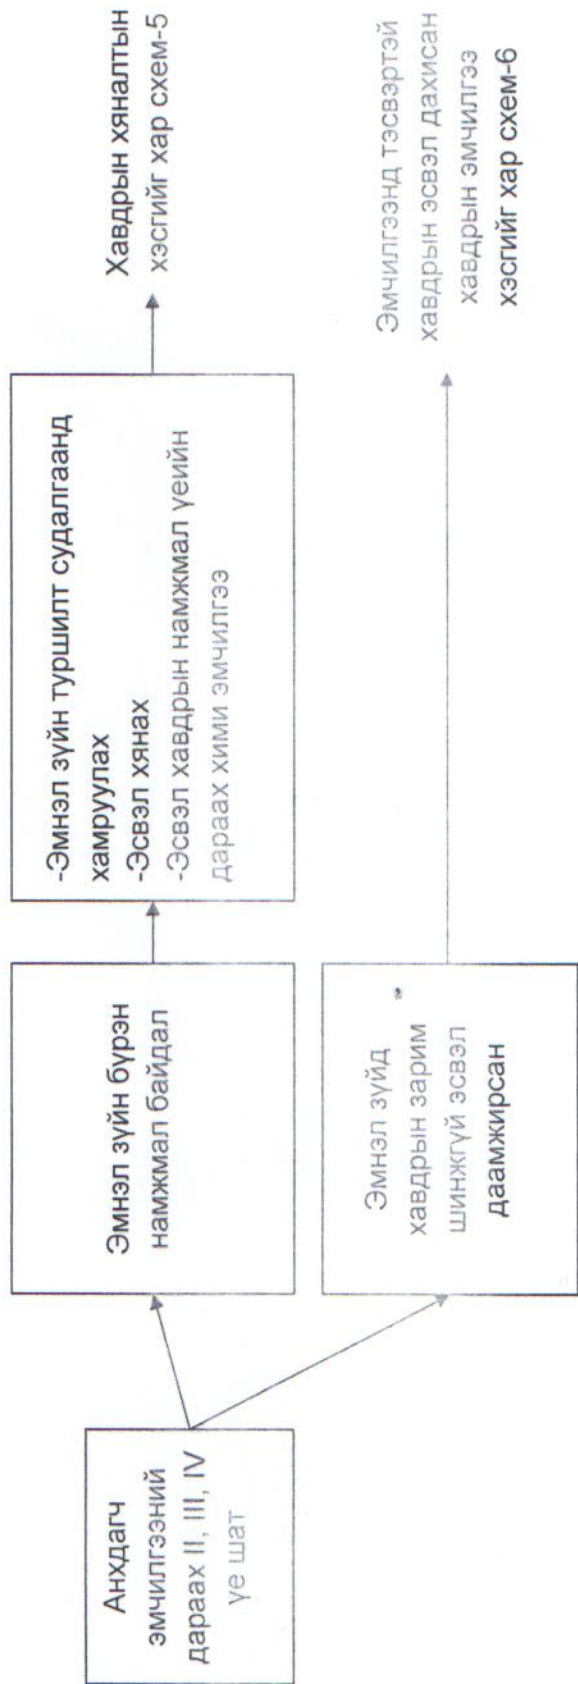 Анхдагч
эмчилгээний
дараах II, III, IV
үе шат
Эмнэл зүйн бүрэн
намжмал байдал
-Эмнэл зүйн туршилт судалгаанд
хамруулах
-Эсвэл хянах
-Эсвэл хавдрын намжмал үеийн
дараах хими эмчилгээ
Хавдрын хяналтын
хэсгийг хар схем-5
Эмнэл зүйд
хавдрын зарим
шинжгүй эсвэл
даамжирсан
Эмчилгээнд тэсвэртэй
хавдрын эсвэл дахисан
хавдрын эмчилгээ
хэсгийг хар схем-6